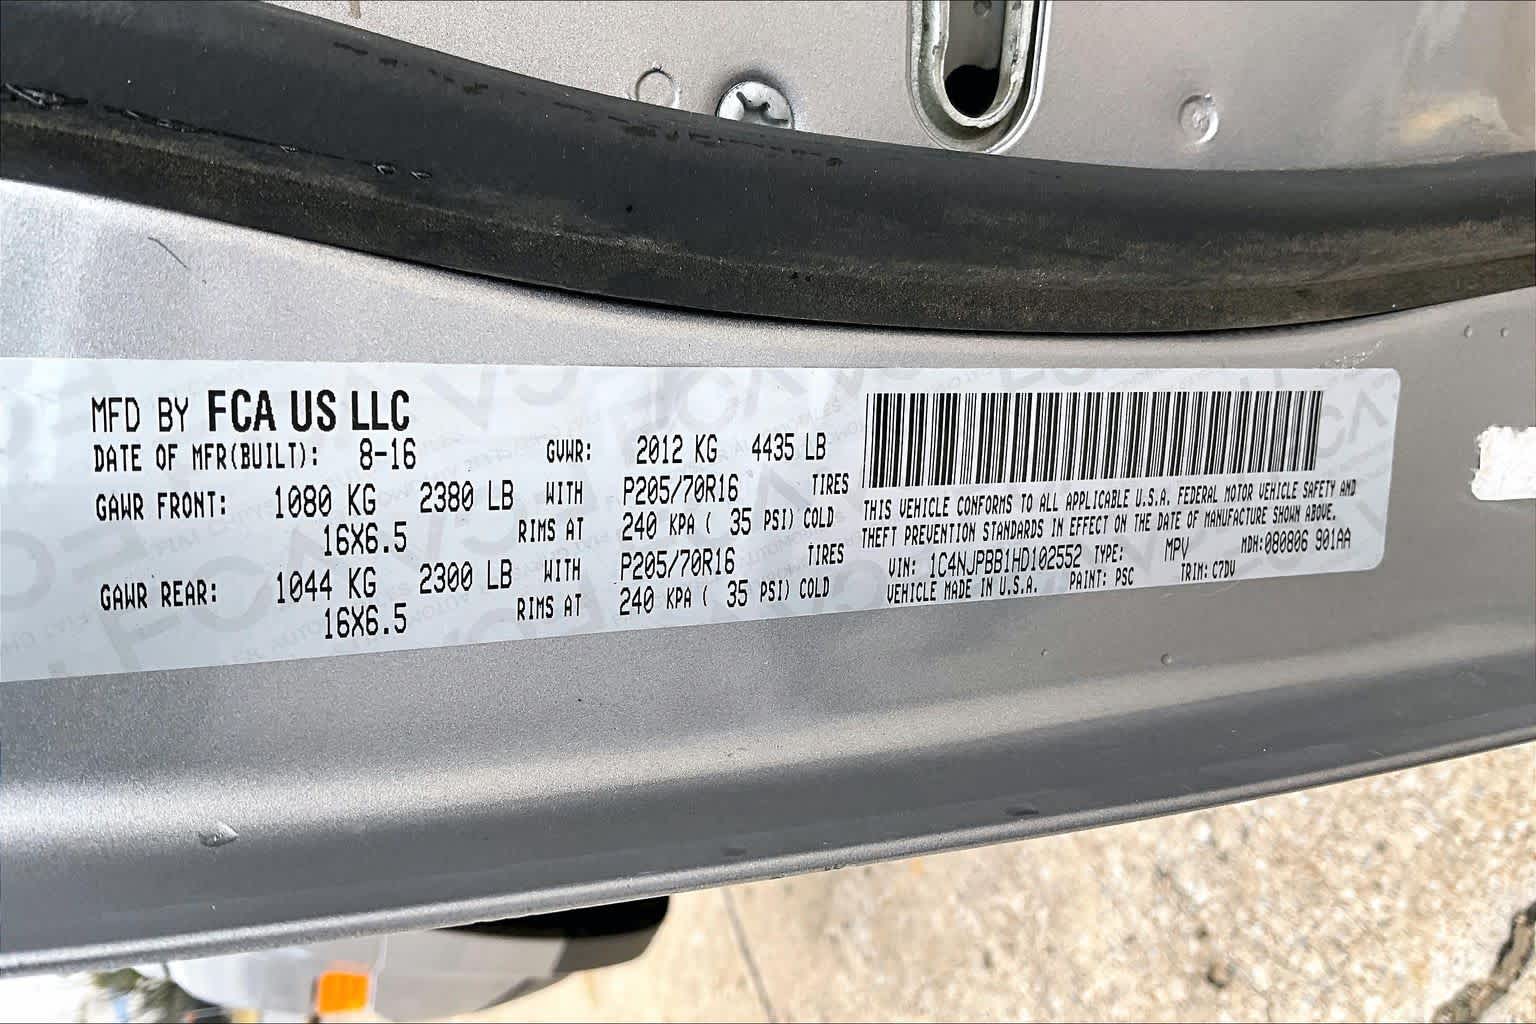 MFD BY FCA US LLC
DATE OF MFR(BUILT): 8-16 GVWR: 2012 KG 4435 LB
GAWR FRONT: 1080 KG 2380 LB WITH P205/70R16 TIRES
16X6.5 RIMS AT 240 KPA ( 35 PSI) COLD
GAWR REAR: 1044 KG 2300 LB WITH P205/70R16 TIRES
16X6.5 RIMS AT 240 KPA ( 35 PSI) COLD
THIS VEHICLE CONFORMS TO ALL APPLICABLE U.S.A. FEDERAL MOTOR VEHICLE SAFETY AND
THEFT PREVENTION STANDARDS IN EFFECT ON THE DATE OF MANUFACTURE SHOWN ABOVE.
VIN: 1C4NJPBB1HD102552 TYPE: MPV MDH:080806 901AA
VEHICLE MADE IN U.S.A. PAINT: PSC TRIM: C7DV